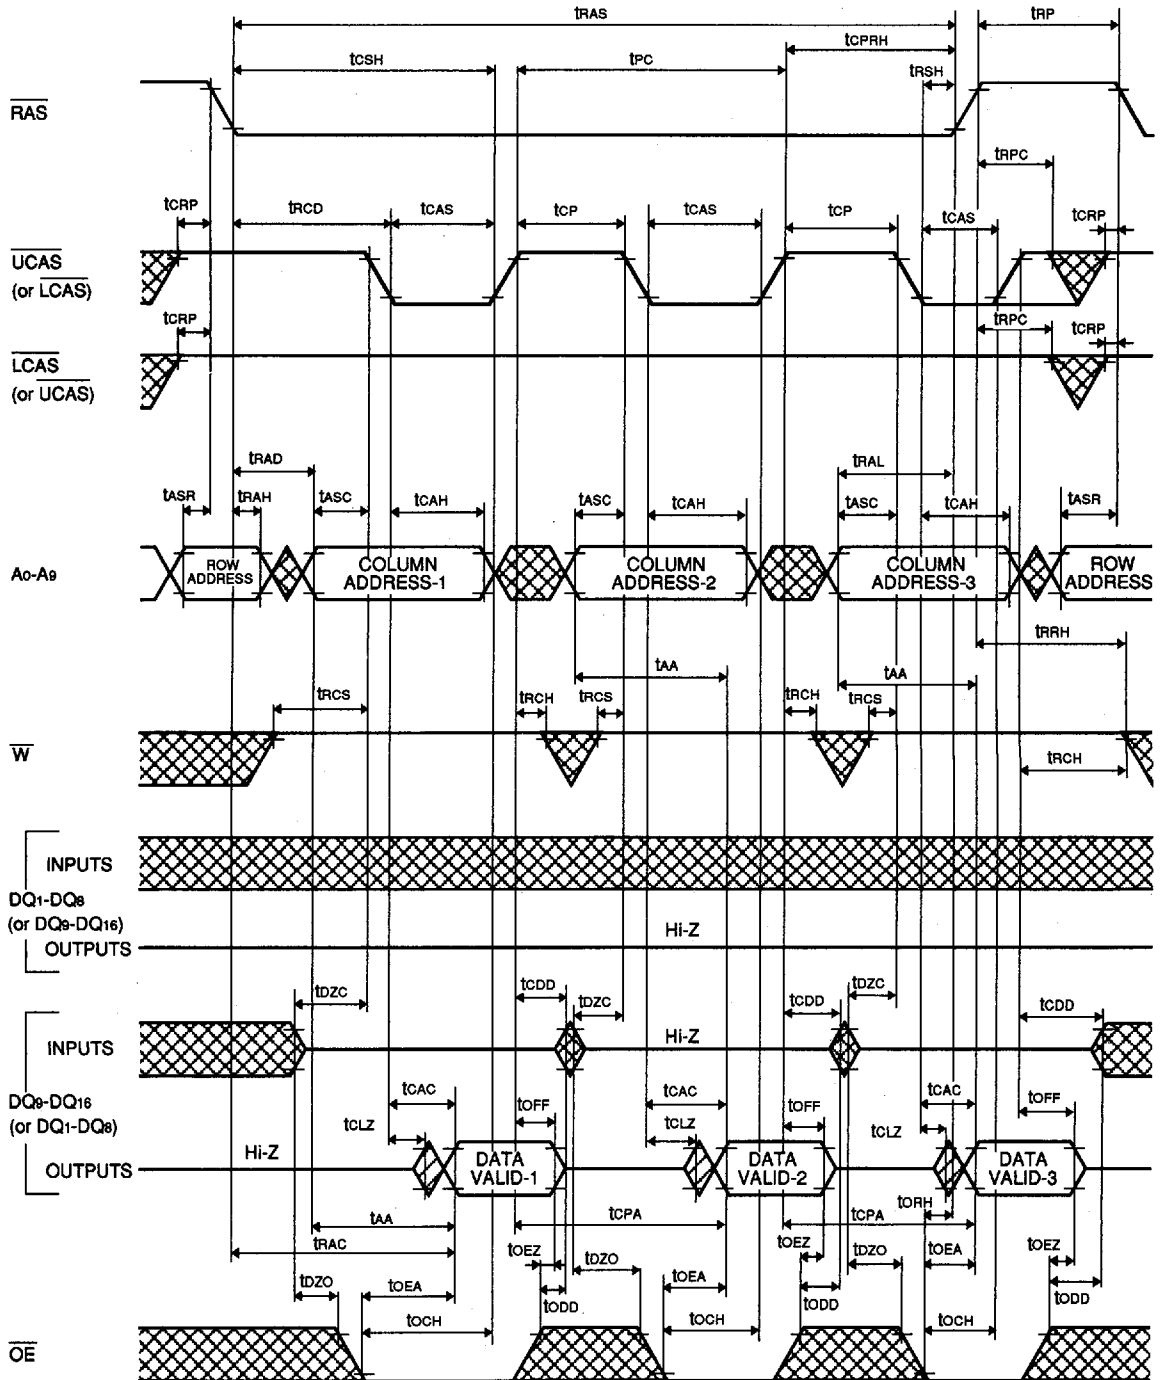 tRAS tRP
tCPRH
tCSH tPC
tRSH
RAS
tRPC
tCRP tRCD tCAS tCP tCAS tCP tCAS tCRP
UCAS
(or LCAS)
tCRP tRPC tCRP
LCAS
(or UCAS)
tRAD tRAL
tASR tRAH tASC tCAH tASC tCAH tASC tCAH tASR
A0-A9 ROW ADDRESS COLUMN ADDRESS-1 COLUMN ADDRESS-2 COLUMN ADDRESS-3 ROW ADDRESS
tRRH
tAA tAA
tRCS tRCH tRCS tRCH tRCS
W
tRCH
INPUTS
DQ1-DQ8
(or DQ9-DQ16)
Hi-Z
OUTPUTS
tDZC tCDD tDZC tCDD tDZC tCDD
INPUTS Hi-Z
DQ9-DQ16
(or DQ1-DQ8)
tCAC tOFF tCAC tOFF tCAC tOFF
tCLZ tCLZ tCLZ
Hi-Z
OUTPUTS DATA VALID-1 DATA VALID-2 DATA VALID-3
tORH
tAA tCPA tCPA
tRAC
tOEZ tOEZ tOEZ
tDZO tOEA tDZO tOEA tDZO tOEA
tODD tODD tODD
tOCH tOCH tOCH
OE